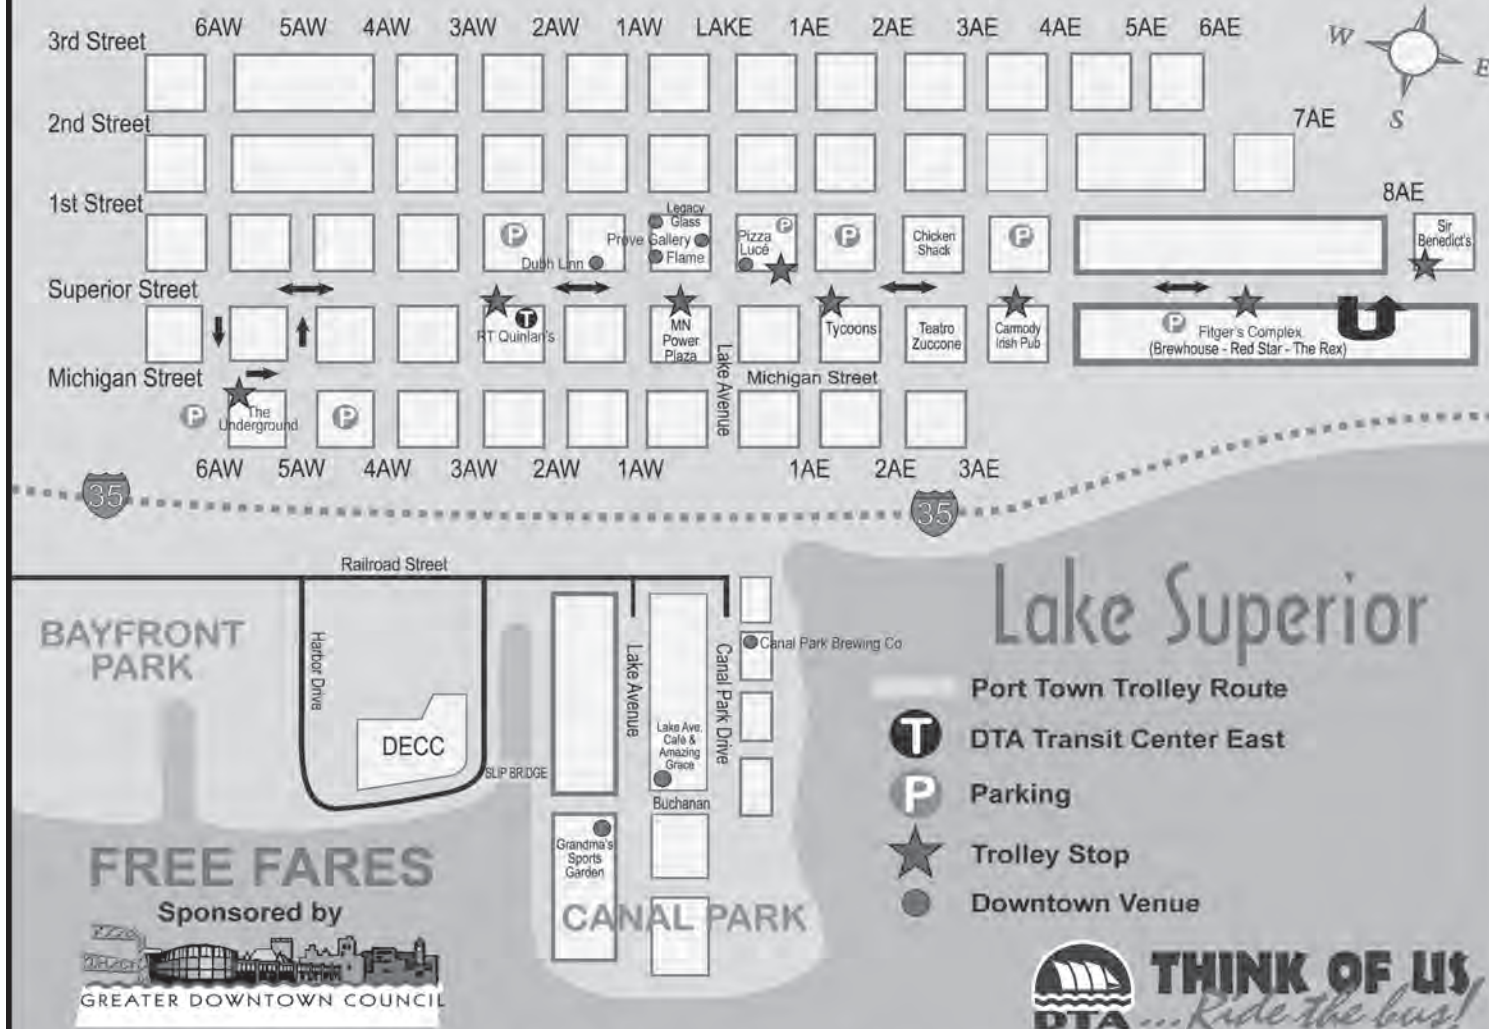 6AW 5AW 4AW 3AW 2AW 1AW LAKE 1AE 2AE 3AE 4AE 5AE 6AE
W
E
S
3rd Street
2nd Street
7AE
1st Street
8AE
Legacy
Glass
Prove Gallery
Flame
Dubh Linn
P
Pizza
Lucé
P
P
Chicken
Shack
P
Sir
Benedict's
Superior Street
T
RT Quinlan's
MN
Power
Plaza
Tycoons
Teatro
Zuccone
Carmody
Irish Pub
P
Fitger's Complex
(Brewhouse - Red Star - The Rex)
Lake Avenue
Michigan Street
Michigan Street
P
The
Underground
P
6AW 5AW 4AW 3AW 2AW 1AW 1AE 2AE 3AE
35
35
Railroad Street
BAYFRONT
PARK
Harbor Drive
DECC
SLIP BRIDGE
Lake Avenue
Canal Park Drive
Canal Park Brewing Co
Lake Ave.
Café &
Amazing
Grace
Buchanan
Grandma's
Sports
Garden
CANAL PARK
Lake Superior
Port Town Trolley Route
T DTA Transit Center East
P Parking
Trolley Stop
Downtown Venue
FREE FARES
Sponsored by
GREATER DOWNTOWN COUNCIL
DTA
THINK OF US
...Ride the bus!